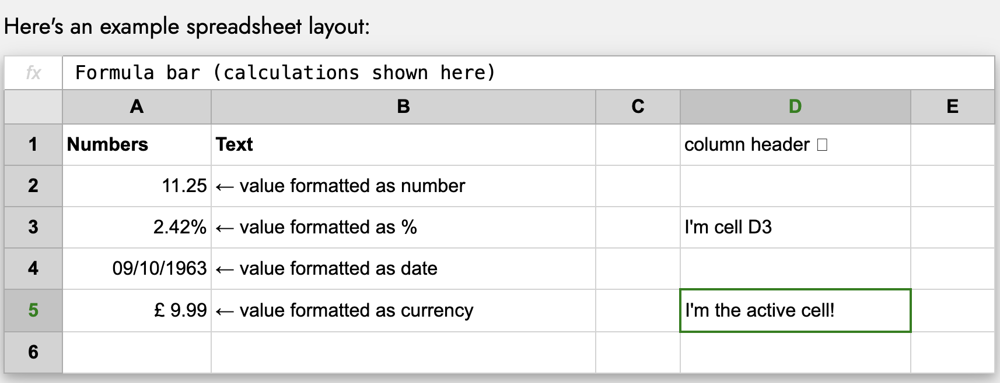 Here's an example spreadsheet layout:
fx Formula bar (calculations shown here)
A B C D E
1 Numbers Text column header □
2 11.25 ← value formatted as number
3 2.42% ← value formatted as % I'm cell D3
4 09/10/1963 ← value formatted as date
5 £ 9.99 ← value formatted as currency I'm the active cell!
6